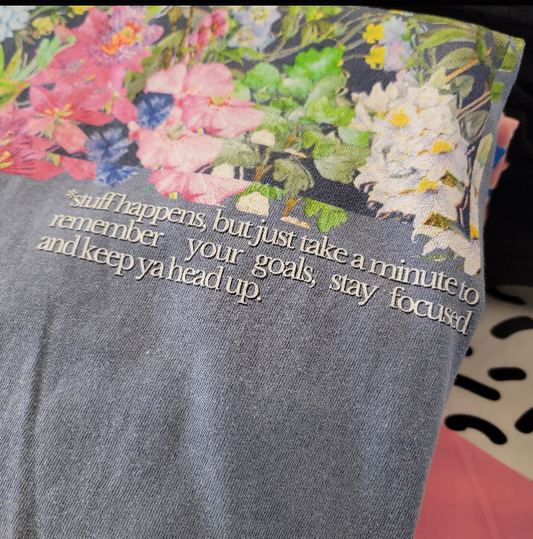 *stuff happens, but just take a minute to
remember your goals, stay focused
and keep ya head up.